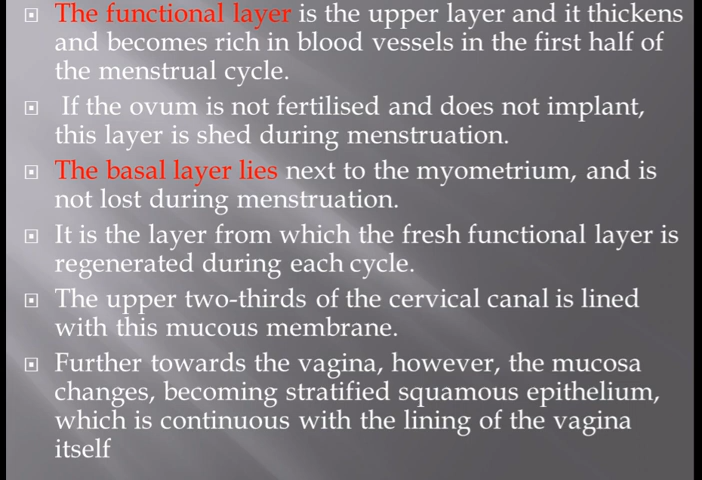 The functional layer is the upper layer and it thickens
and becomes rich in blood vessels in the first half of
the menstrual cycle.
If the ovum is not fertilised and does not implant,
this layer is shed during menstruation.
The basal layer lies next to the myometrium, and is
not lost during menstruation.
It is the layer from which the fresh functional layer is
regenerated during each cycle.
The upper two-thirds of the cervical canal is lined
with this mucous membrane.
Further towards the vagina, however, the mucosa
changes, becoming stratified squamous epithelium,
which is continuous with the lining of the vagina
itself